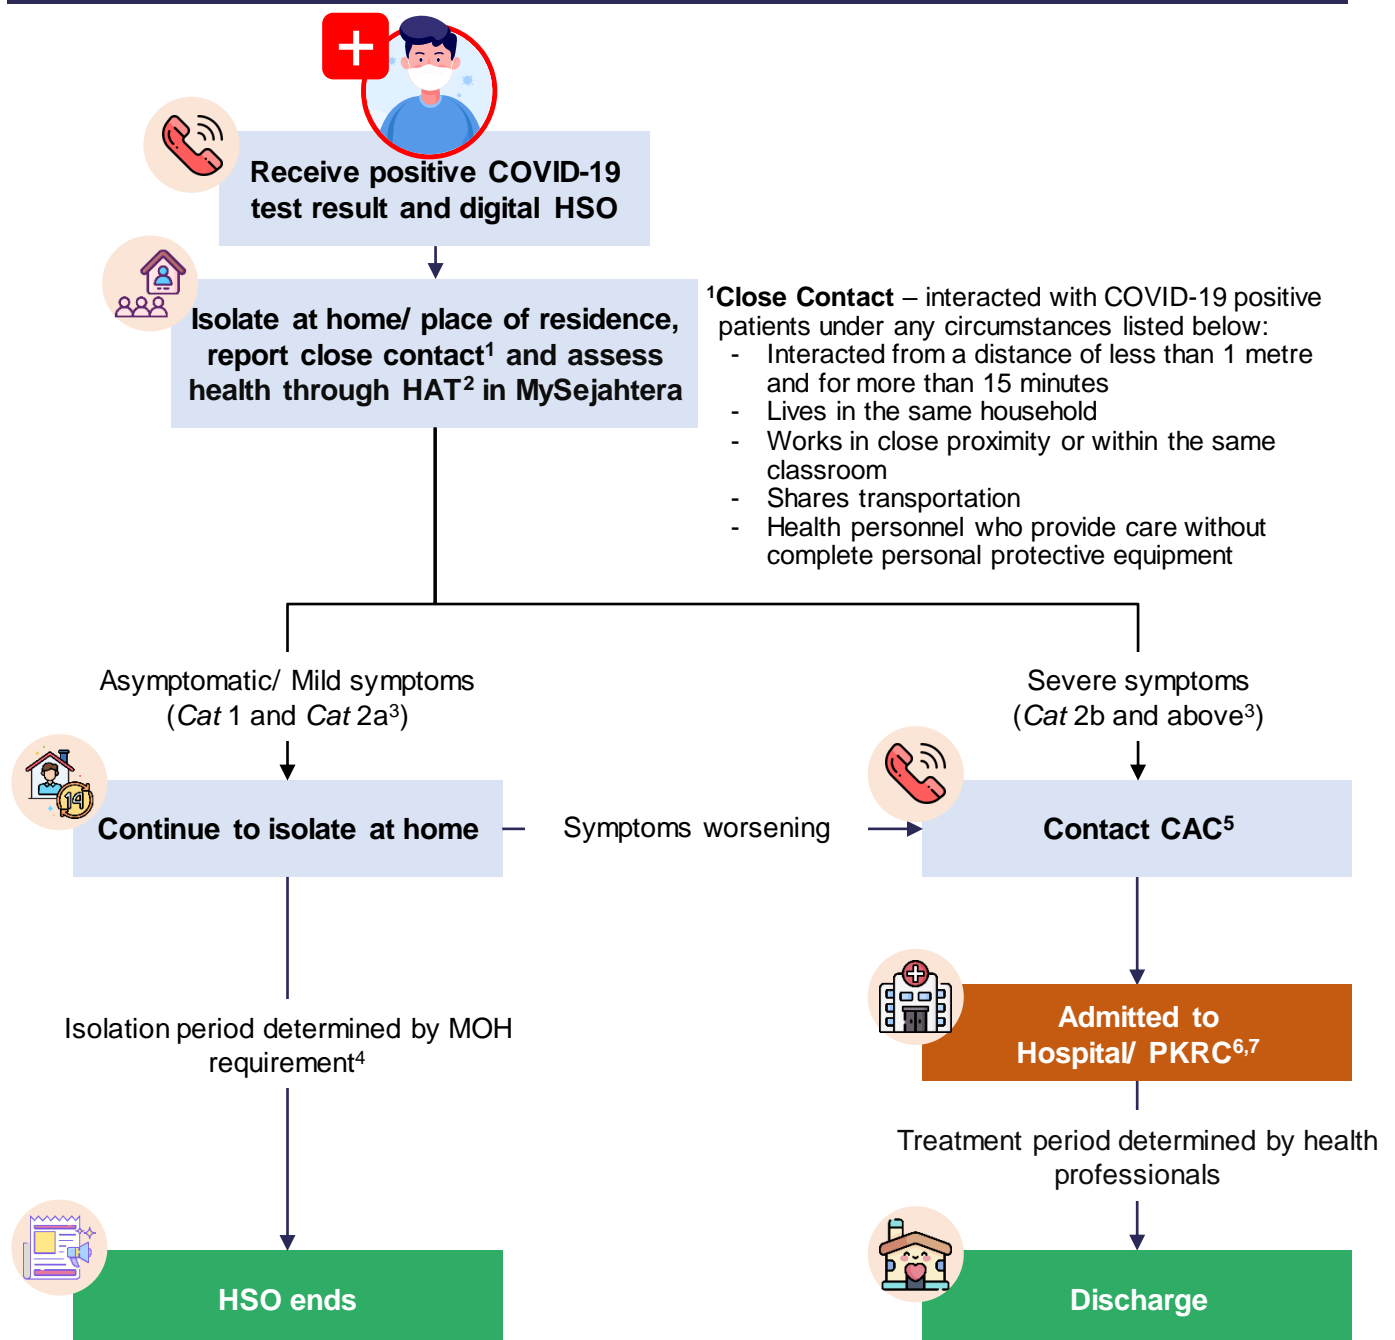 Receive positive COVID-19
test result and digital HSO
Isolate at home/ place of residence,
report close contact¹ and assess
health through HAT² in MySejahtera
¹Close Contact – interacted with COVID-19 positive
patients under any circumstances listed below:
- Interacted from a distance of less than 1 metre
and for more than 15 minutes
- Lives in the same household
- Works in close proximity or within the same
classroom
- Shares transportation
- Health personnel who provide care without
complete personal protective equipment
Asymptomatic/ Mild symptoms
(Cat 1 and Cat 2a³)
Severe symptoms
(Cat 2b and above³)
14
Continue to isolate at home
Symptoms worsening
Contact CAC⁵
Isolation period determined by MOH
requirement⁴
Admitted to
Hospital/ PKRC⁶,⁷
Treatment period determined by health
professionals
HSO ends
Discharge